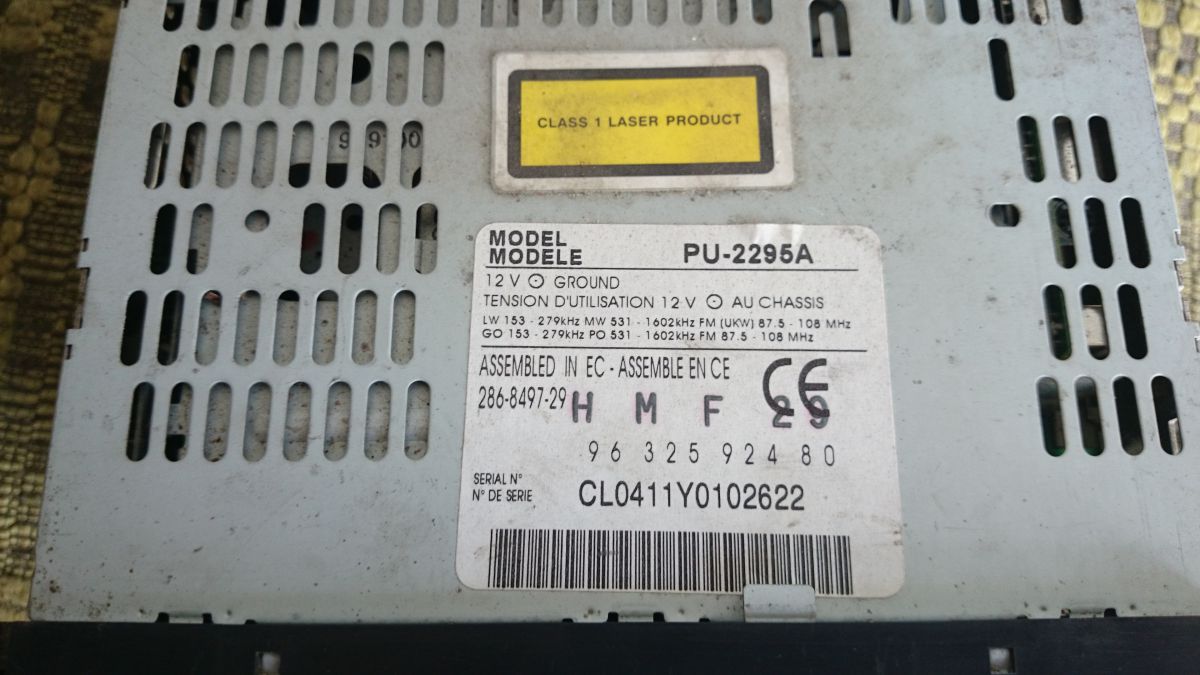 99 00
CLASS 1 LASER PRODUCT
MODEL
MODELE PU-2295A
12 V ⊙ GROUND
TENSION D'UTILISATION 12 V ⊙ AU CHASSIS
LW 153 - 279kHz MW 531 - 1602kHz FM (UKW) 87.5 - 108 MHz
GO 153 - 279kHz PO 531 - 1602kHz FM 87.5 - 108 MHz
ASSEMBLED IN EC - ASSEMBLE EN CE CE
286-8497-29 H M F 29
96 325 924 80
SERIAL N°
N° DE SERIE CL0411Y0102622